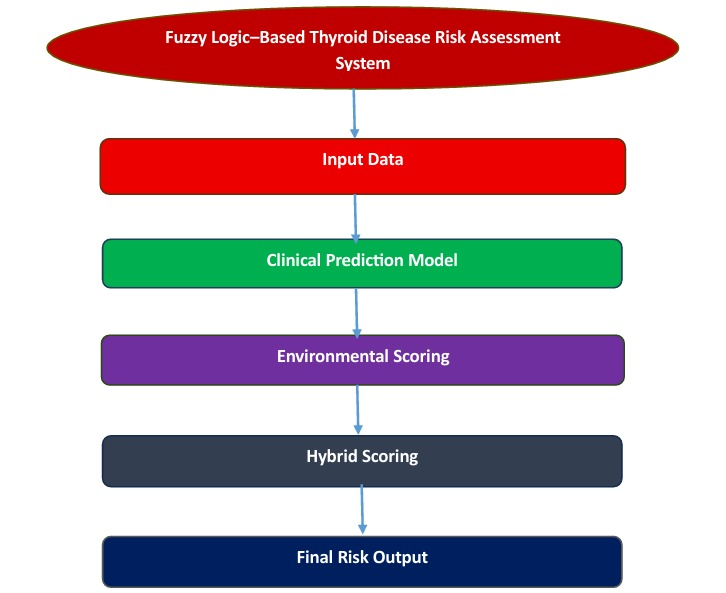 Fuzzy Logic–Based Thyroid Disease Risk Assessment
System
Input Data
Clinical Prediction Model
Environmental Scoring
Hybrid Scoring
Final Risk Output